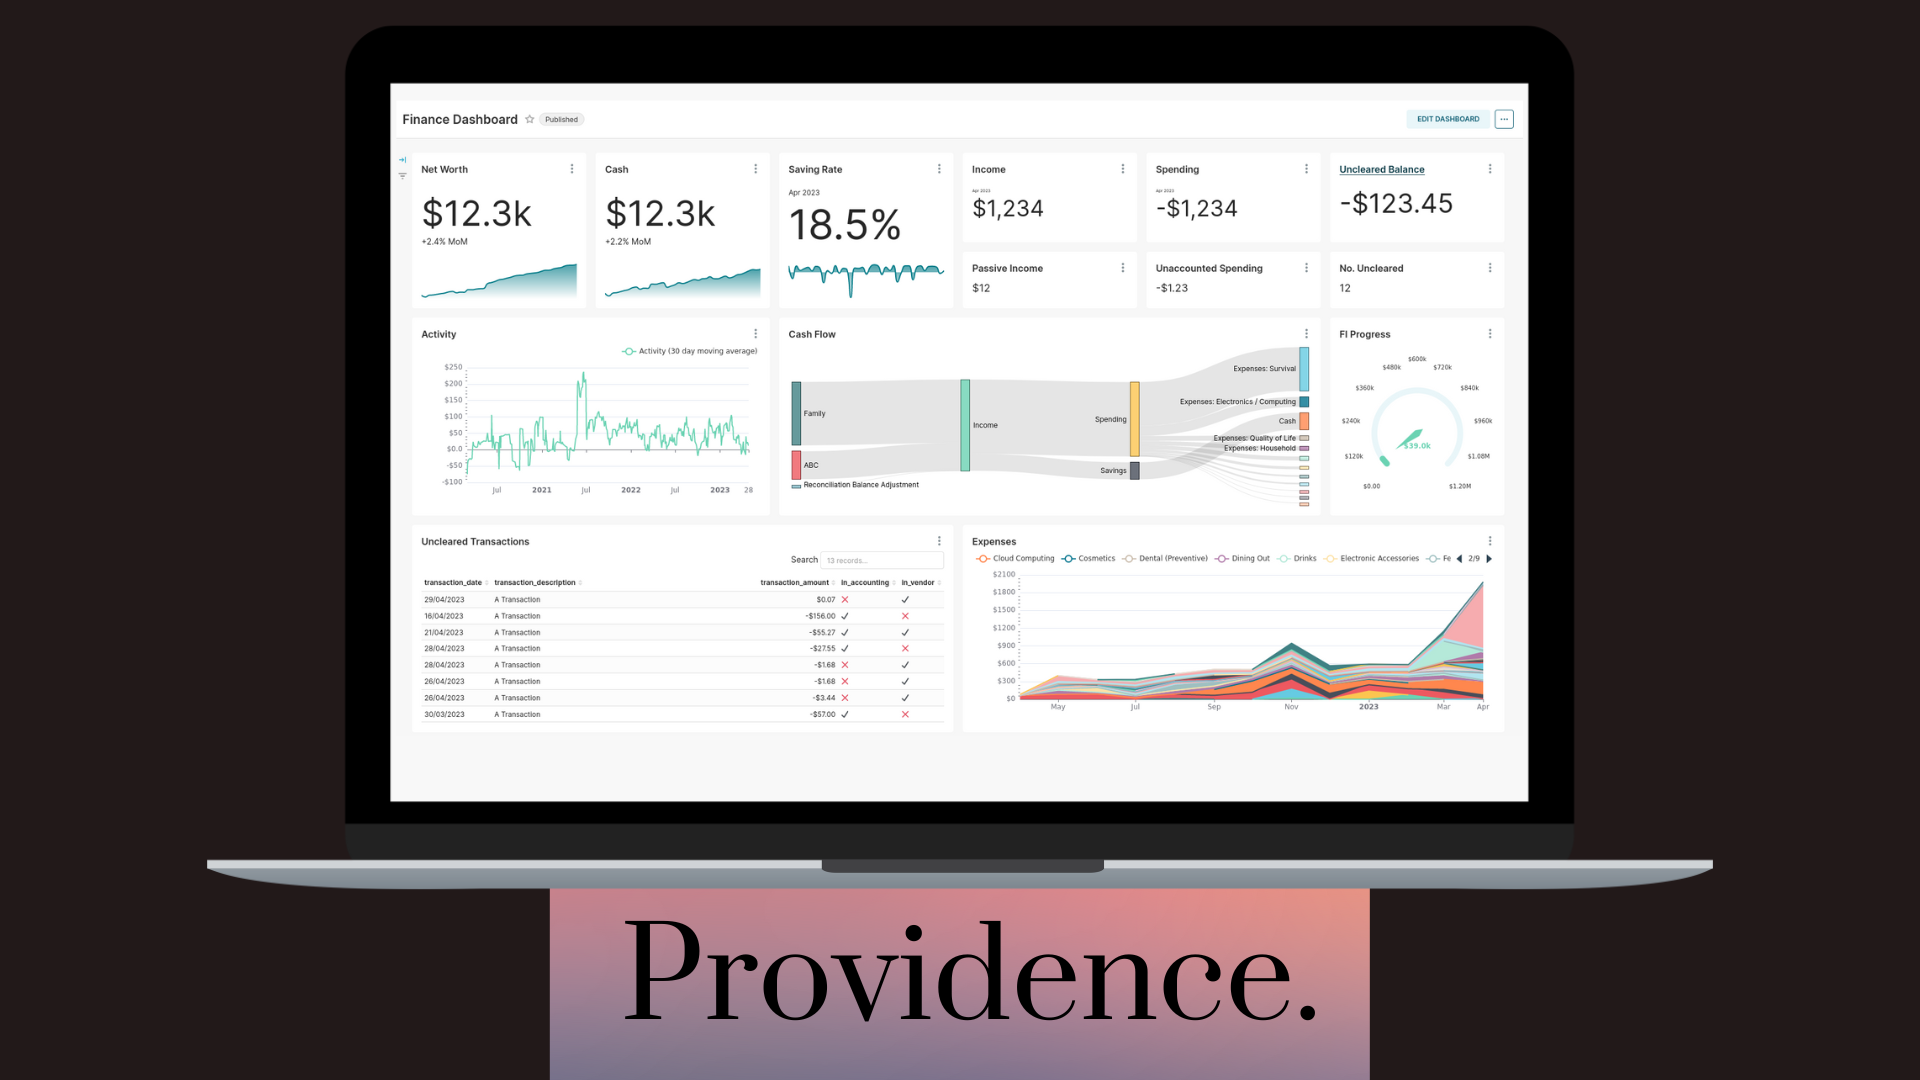 Finance Dashboard
Published
EDIT DASHBOARD
...
Net Worth
$12.3k
+2.4% MoM
Cash
$12.3k
+2.2% MoM
Saving Rate
Apr 2023
18.5%
Income
Apr 2023
$1,234
Spending
Apr 2023
-$1,234
Uncleared Balance
-$123.45
Passive Income
$12
Unaccounted Spending
-$1.23
No. Uncleared
12
Activity
Activity (30 day moving average)
$250
$200
$150
$100
$50
$0.0
-$50
-$100
Jul 2021 Jul 2022 Jul 2023 28
Cash Flow
Family
ABC
Reconciliation Balance Adjustment
Income
Spending
Savings
Expenses: Survival
Expenses: Electronics / Computing
Cash
Expenses: Quality of Life
Expenses: Household
FI Progress
$600k
$480k $720k
$360k $840k
$240k $960k
$39.0k
$120k $1.08M
$0.00 $1.20M
Uncleared Transactions
Search 13 records...
transaction_date transaction_description transaction_amount in_accounting in_vendor
29/04/2023 A Transaction $0.07 ✗ ✓
16/04/2023 A Transaction -$156.00 ✓ ✗
21/04/2023 A Transaction -$55.27 ✓ ✓
28/04/2023 A Transaction -$27.55 ✓ ✗
28/04/2023 A Transaction -$1.68 ✗ ✓
26/04/2023 A Transaction -$1.68 ✗ ✓
26/04/2023 A Transaction -$3.44 ✗ ✓
30/03/2023 A Transaction -$57.00 ✓ ✗
Expenses
Cloud Computing Cosmetics Dental (Preventive) Dining Out Drinks Electronic Accessories Fe 2/9
$2100
$1800
$1500
$1200
$900
$600
$300
$0
May Jul Sep Nov 2023 Mar Apr
Providence.